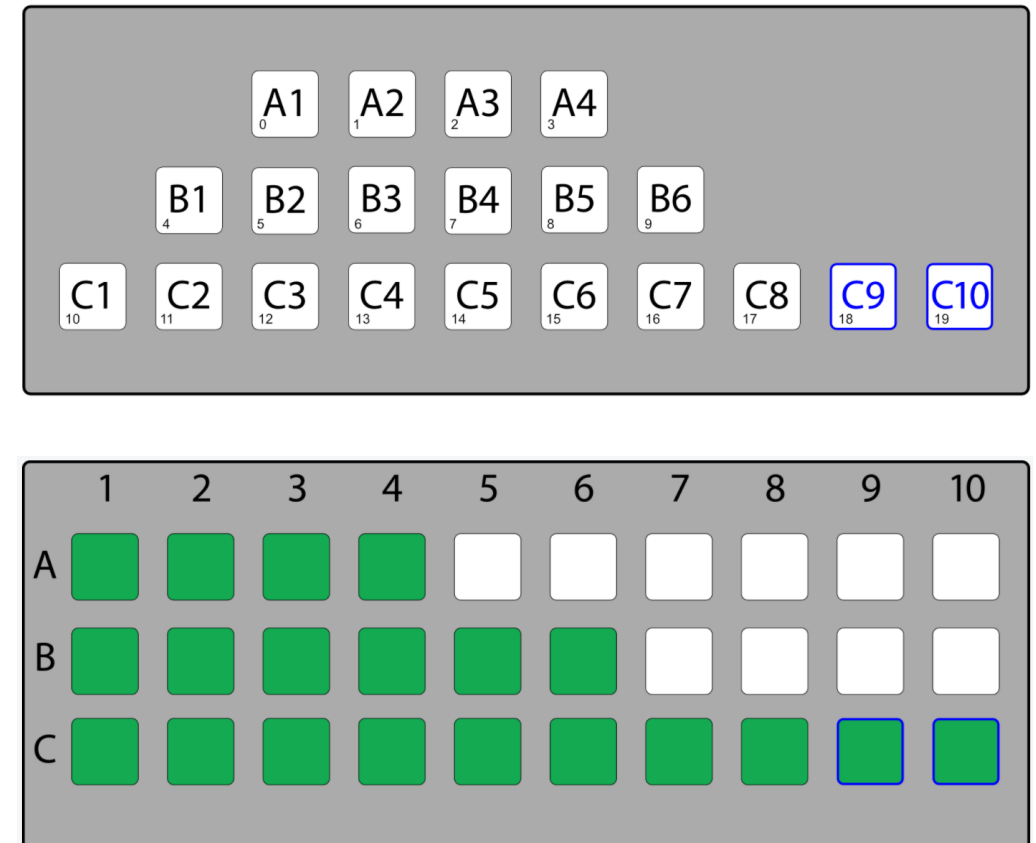 A1 A2 A3 A4
0 1 2 3
B1 B2 B3 B4 B5 B6
4 5 6 7 8 9
C1 C2 C3 C4 C5 C6 C7 C8 C9 C10
10 11 12 13 14 15 16 17 18 19
1 2 3 4 5 6 7 8 9 10
A
B
C